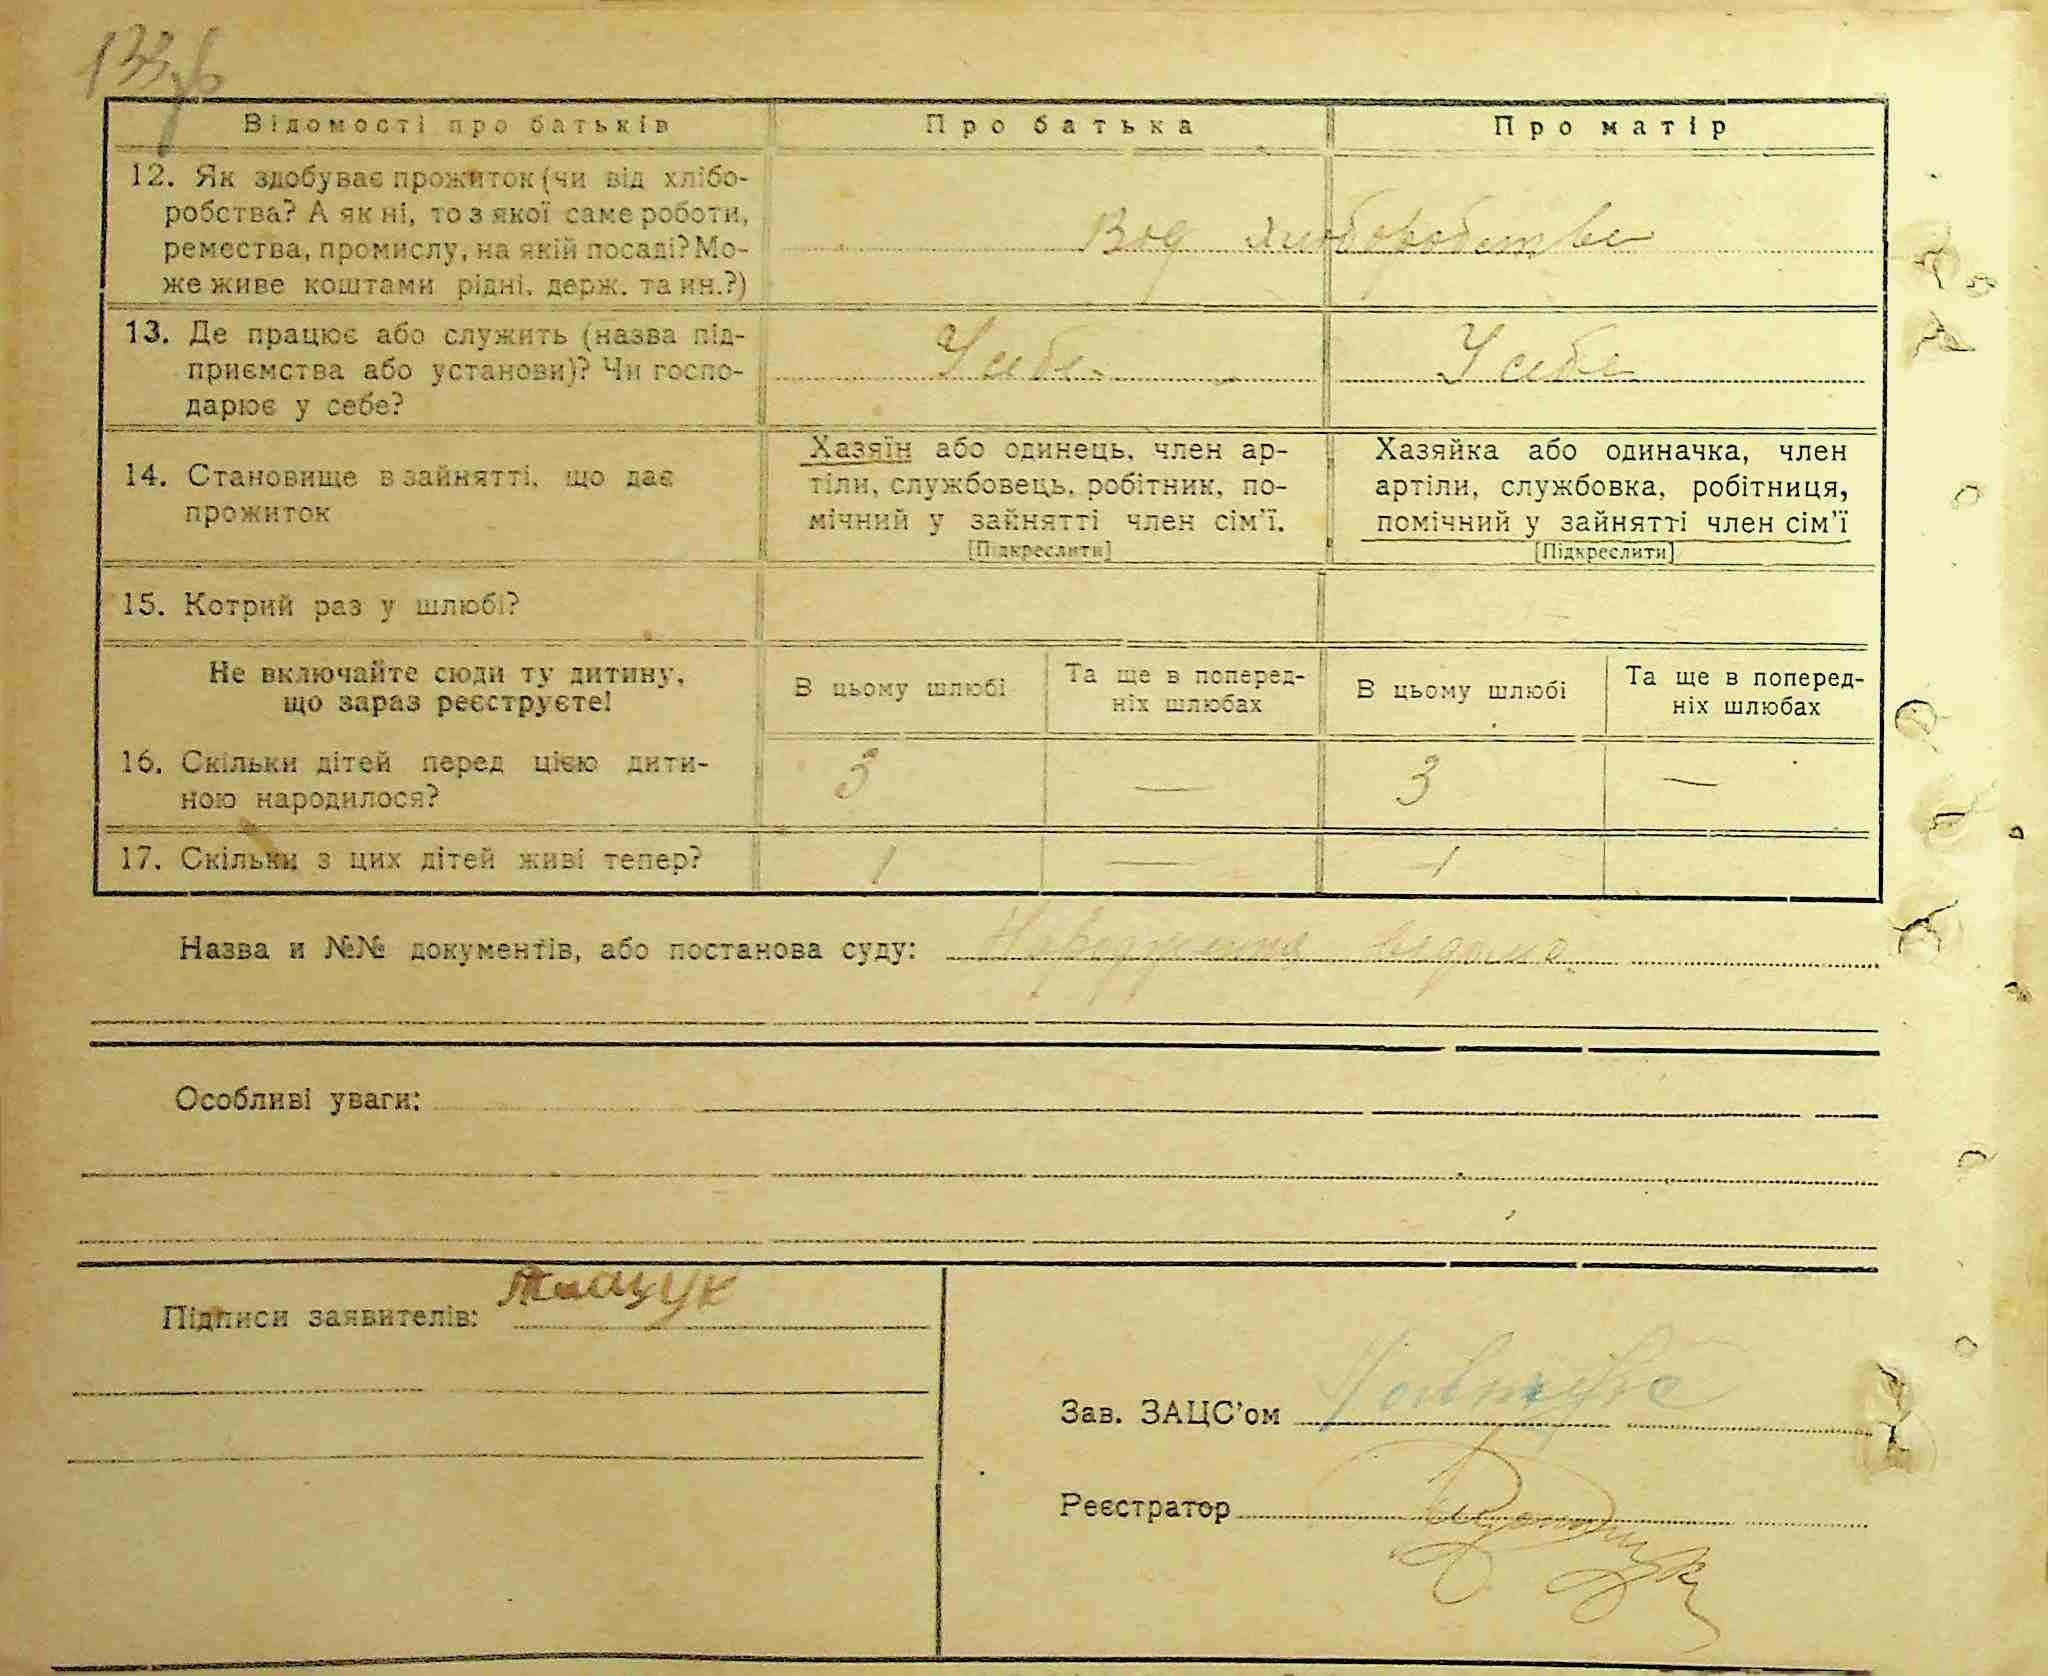 133зв
Відомості про батьків
Про батька
Про матір
12. Як здобуває прожиток (чи від хлібо-
робства? А як ні, то з якої саме роботи,
ремества, промислу, на якій посаді? Мо-
же живе коштами рідні, держ. та ин.?)
Вод хлиборобства
13. Де працює або служить (назва під-
приємства або установи)? Чи госпо-
дарює у себе?
У себе
У себе
14. Становище в зайнятті, що дає
прожиток
Хазяїн або одинець, член ар-
тіли, службовець, робітник, по-
мічний у зайнятті член сім’ї.
[Підкреслити]
Хазяйка або одиначка, член
артіли, службовка, робітниця,
помічний у зайнятті член сім’ї
[Підкреслити]
15. Котрий раз у шлюбі?
Не включайте сюди ту дитину,
що зараз реєструєте!
В цьому шлюбі
Та ще в поперед-
ніх шлюбах
В цьому шлюбі
Та ще в поперед-
ніх шлюбах
16. Скільки дітей перед цією дити-
ною народилося?
3 — 3 —
17. Скільки з цих дітей живі тепер?
1 — 1
Назва и №№ документів, або постанова суду:
Особливі уваги:
Підписи заявителів:
Зав. ЗАЦС’ом
Реєстратор